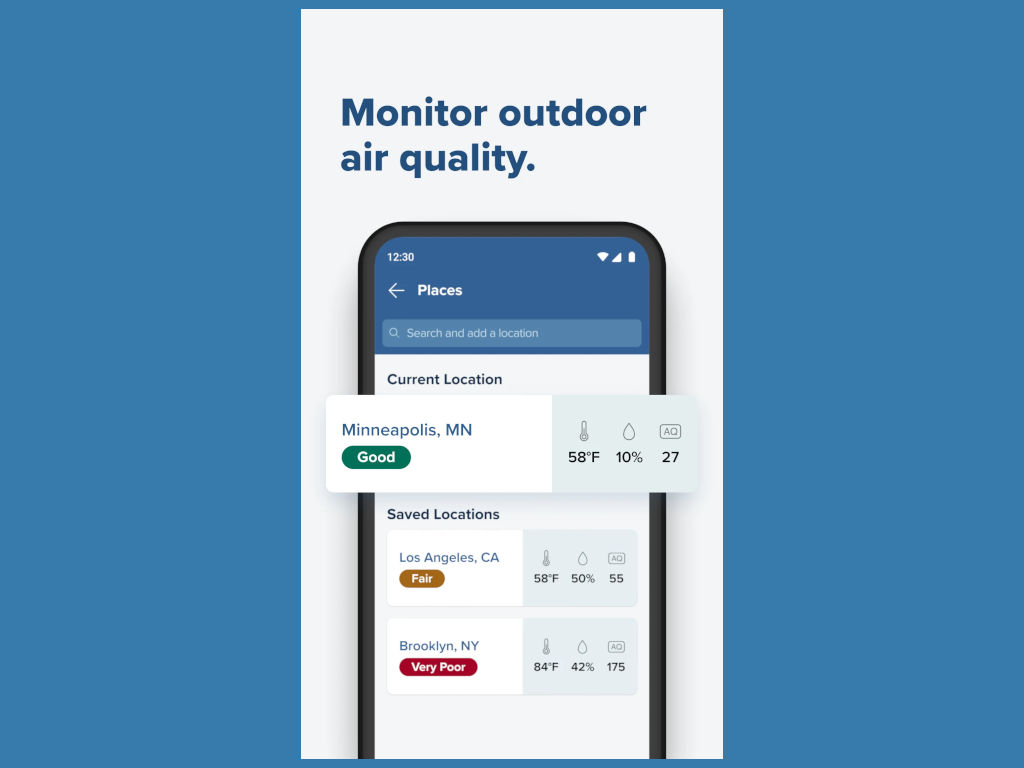 Monitor outdoor
air quality.
12:30
Places
Search and add a location
Current Location
Minneapolis, MN
Good
AQ
58°F 10% 27
Saved Locations
Los Angeles, CA
Fair
AQ
58°F 50% 55
Brooklyn, NY
Very Poor
AQ
84°F 42% 175